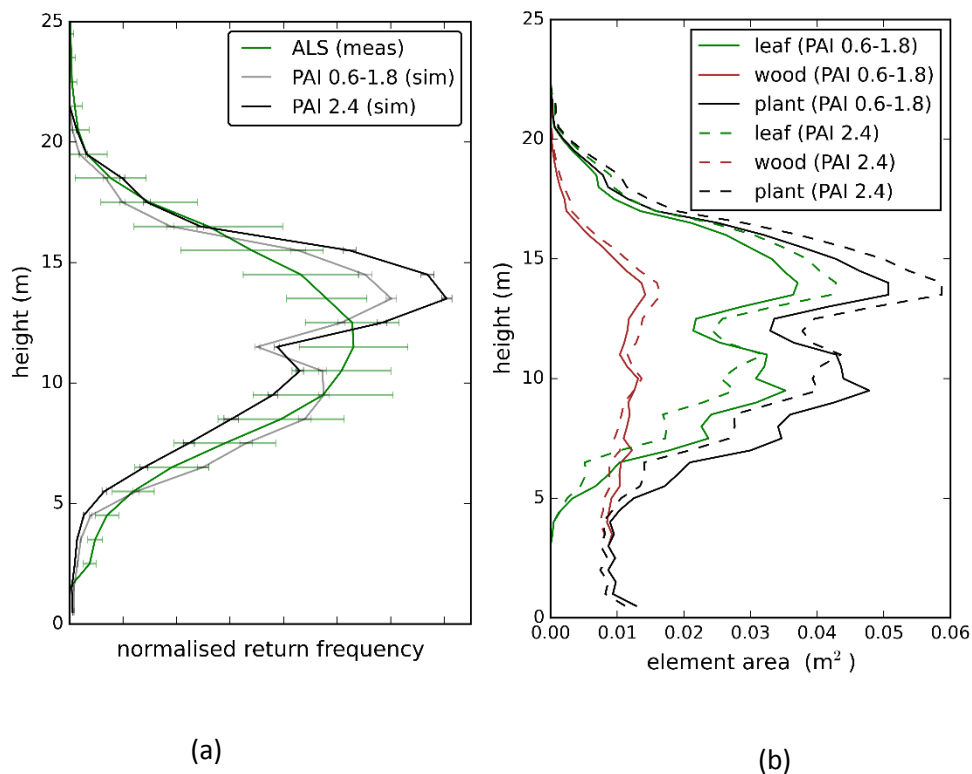 25
20
15
10
5
0
height (m)
normalised return frequency
ALS (meas)
PAI 0.6-1.8 (sim)
PAI 2.4 (sim)
(a)
25
20
15
10
5
0
height (m)
0.00 0.01 0.02 0.03 0.04 0.05 0.06
element area (m²)
leaf (PAI 0.6-1.8)
wood (PAI 0.6-1.8)
plant (PAI 0.6-1.8)
leaf (PAI 2.4)
wood (PAI 2.4)
plant (PAI 2.4)
(b)